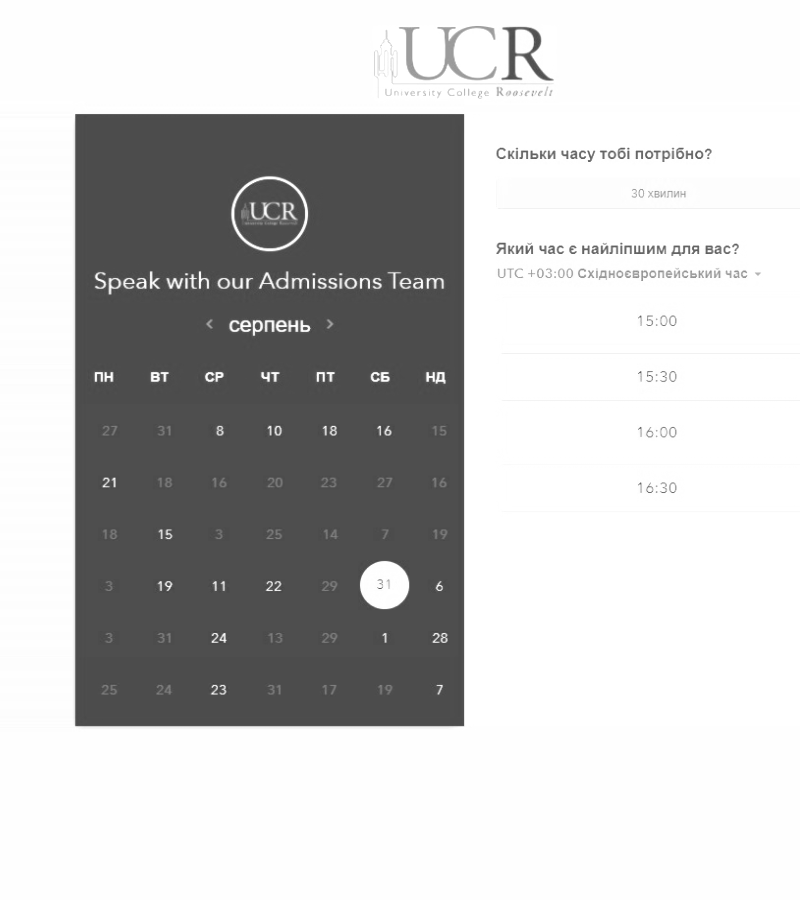 UCR
University College Roosevelt
UCR
Speak with our Admissions Team
серпень
ПН ВТ СР ЧТ ПТ СБ НД
27 31 8 10 18 16 15
21 18 16 20 23 27 16
18 15 3 25 14 7 19
3 19 11 22 29 31 6
3 31 24 13 29 1 28
25 24 23 31 17 19 7
Скільки часу тобі потрібно?
30 хвилин
Який час є найліпшим для вас?
UTC +03:00 Східноєвропейський час
15:00
15:30
16:00
16:30